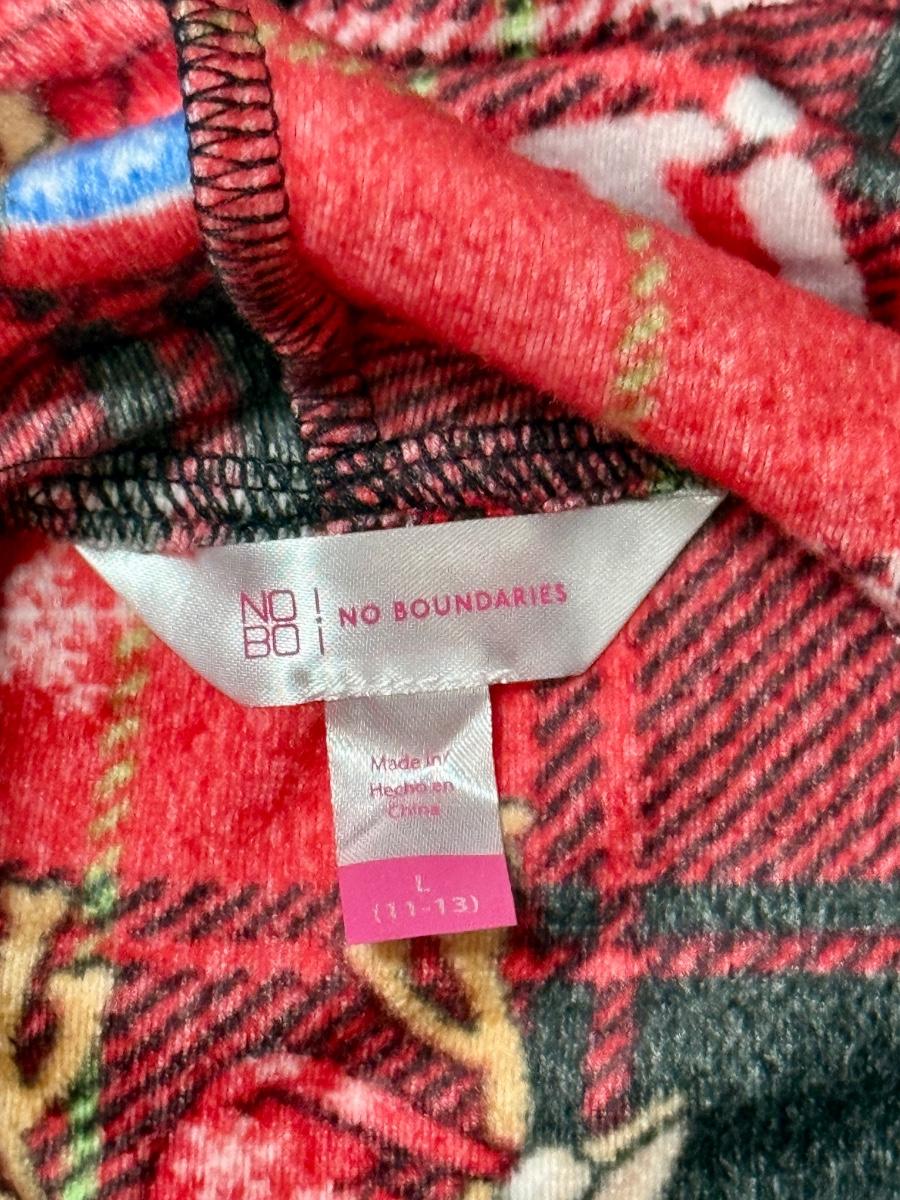 NO ! NO BOUNDARIES
BO ¡
Made in/
Hecho en
China
L
(11-13)